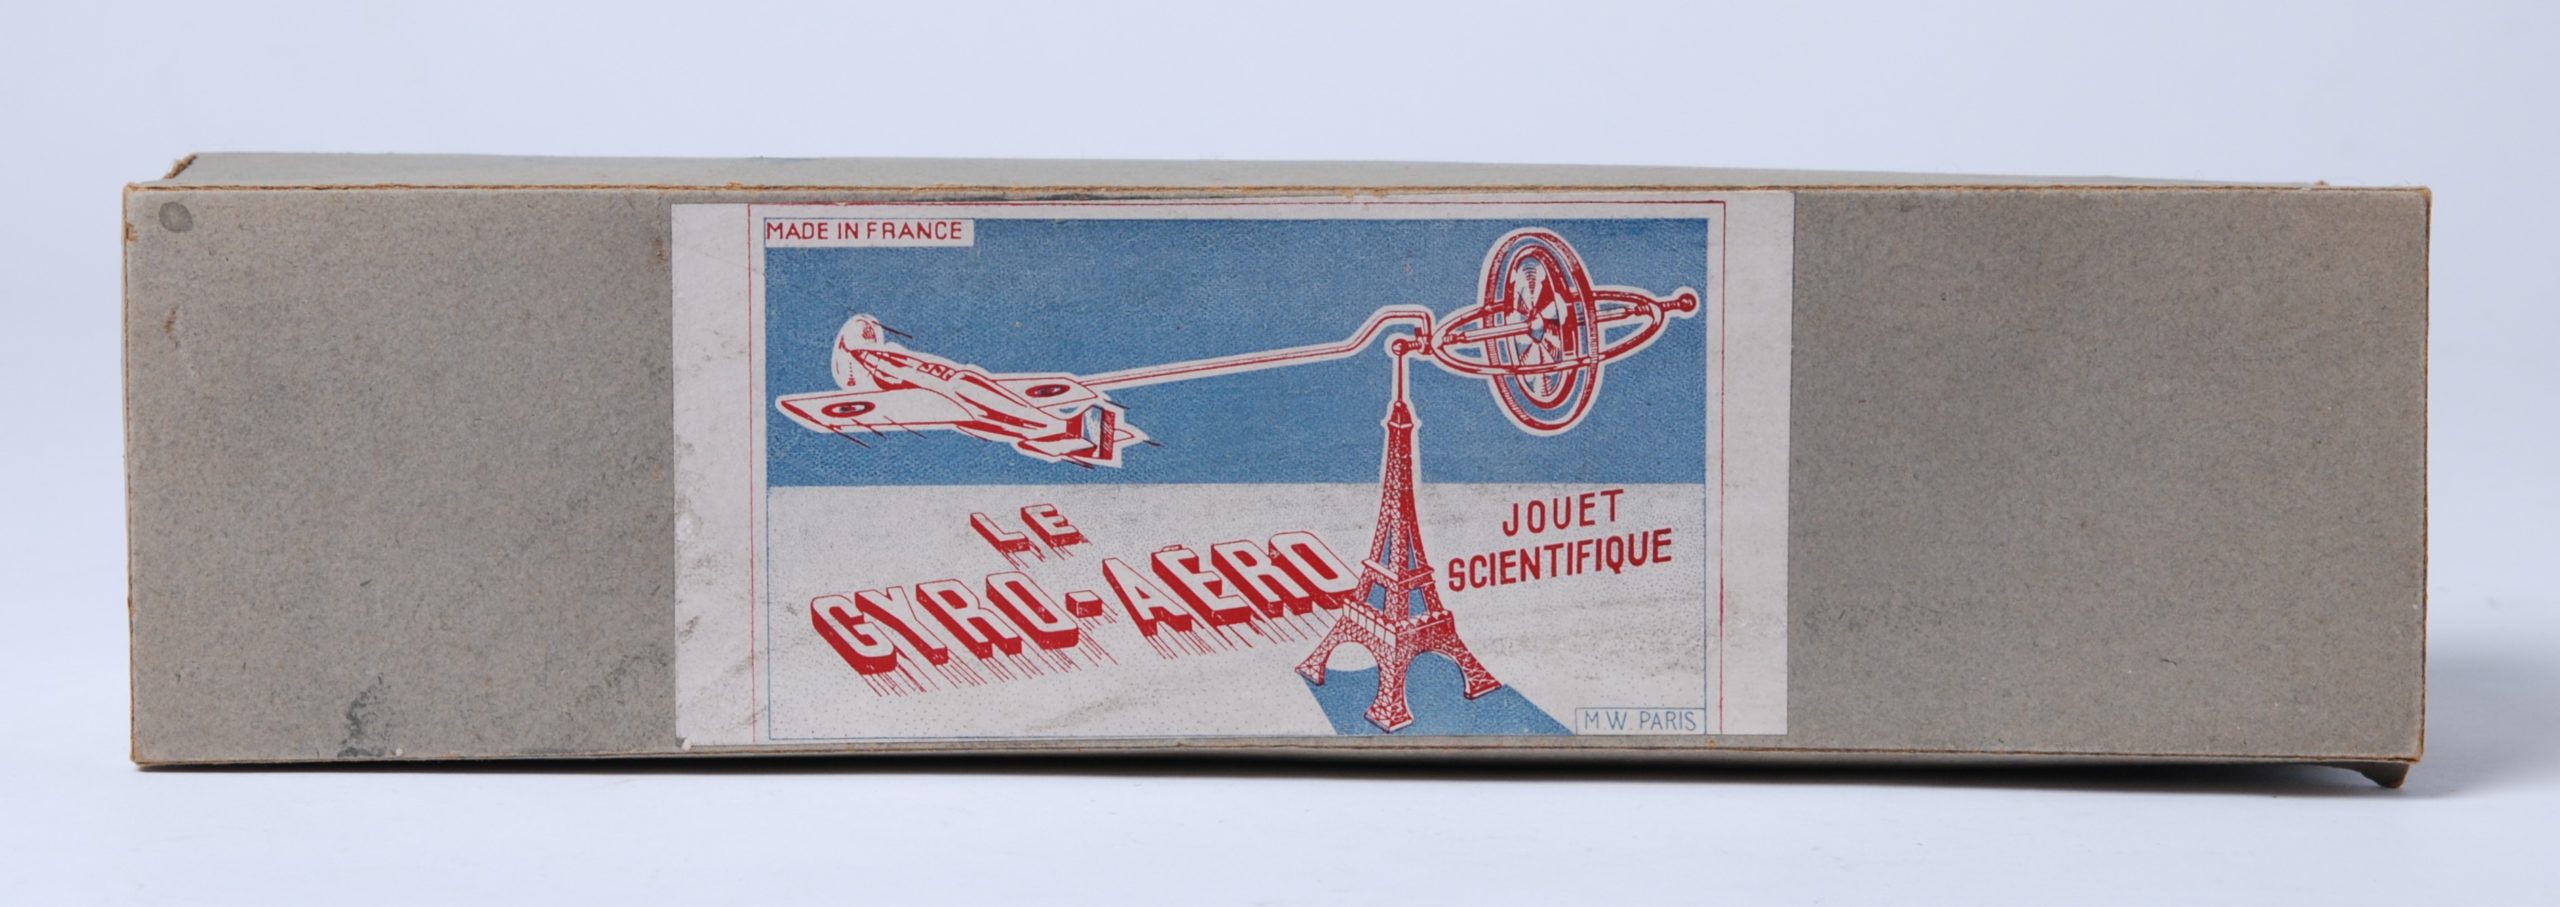 MADE IN FRANCE
LE
GYRO-AÉRO
JOUET
SCIENTIFIQUE
M W. PARIS